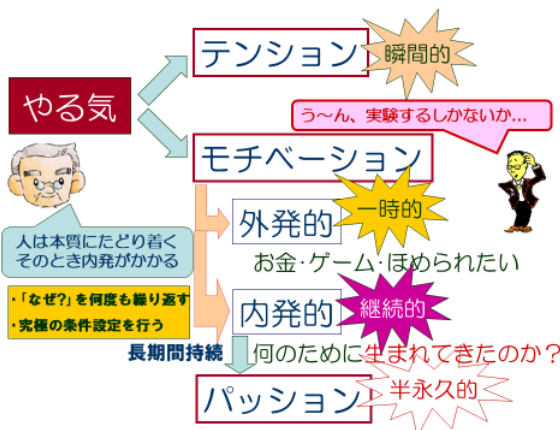 テンション
瞬間的
やる気
う～ん、実験するしかないか…
モチベーション
外発的
一時的
お金・ゲーム・ほめられたい
人は本質にたどり着く
そのとき内発がかかる
・「なぜ?」を何度も繰り返す
・究極の条件設定を行う
内発的
継続的
長期間持続
何のために生まれてきたのか？
パッション
半永久的